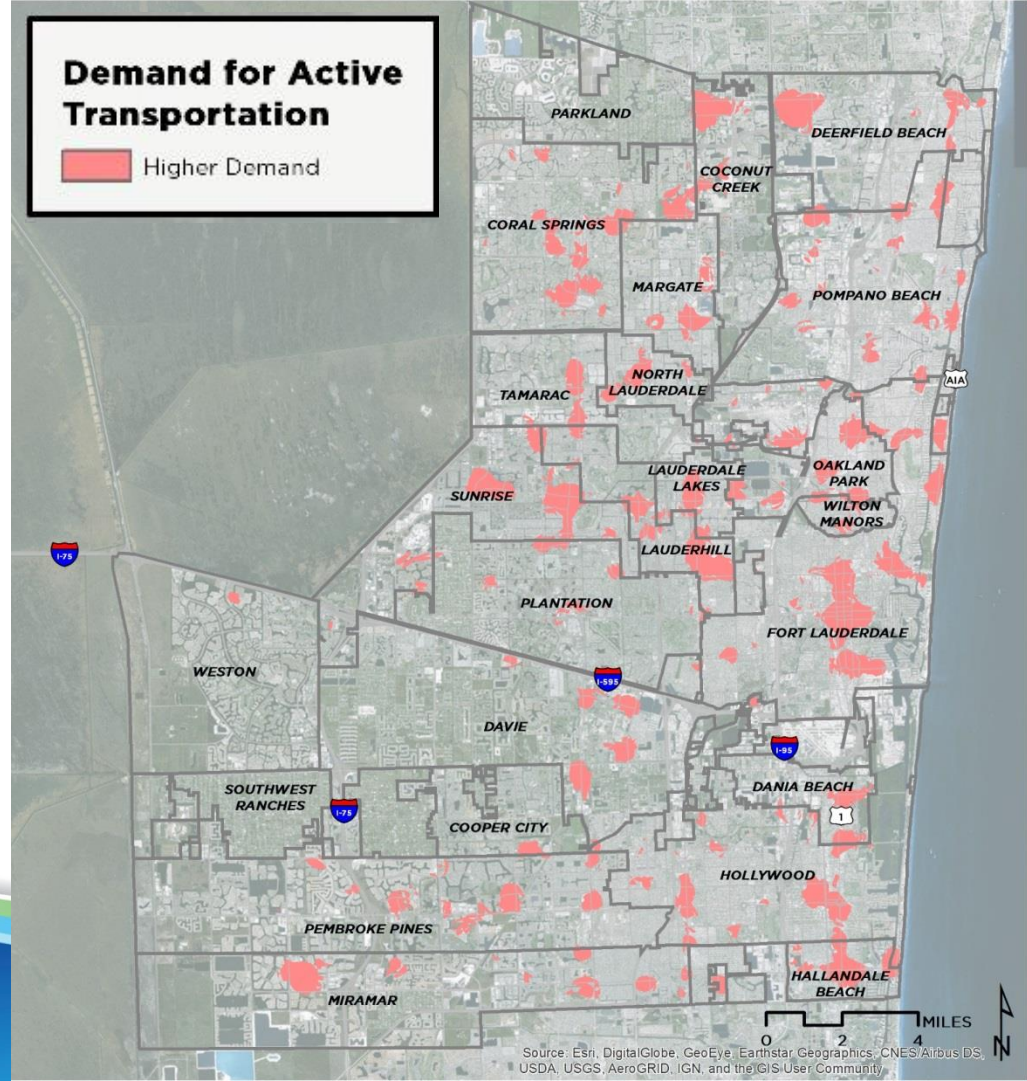 Demand for Active
Transportation
Higher Demand
PARKLAND
DEERFIELD BEACH
COCONUT
CREEK
CORAL SPRINGS
MARGATE
POMPANO BEACH
NORTH
LAUDERDALE
TAMARAC
A1A
LAUDERDALE
LAKES
OAKLAND
PARK
SUNRISE
WILTON
MANORS
LAUDERHILL
I-75
PLANTATION
FORT LAUDERDALE
WESTON
I-595
DAVIE
I-95
SOUTHWEST
RANCHES
DANIA BEACH
I-75
1
COOPER CITY
HOLLYWOOD
PEMBROKE PINES
HALLANDALE
BEACH
MIRAMAR
MILES
0 2 4
N
Source: Esri, DigitalGlobe, GeoEye, Earthstar Geographics, CNES/Airbus DS,
USDA, USGS, AeroGRID, IGN, and the GIS User Community